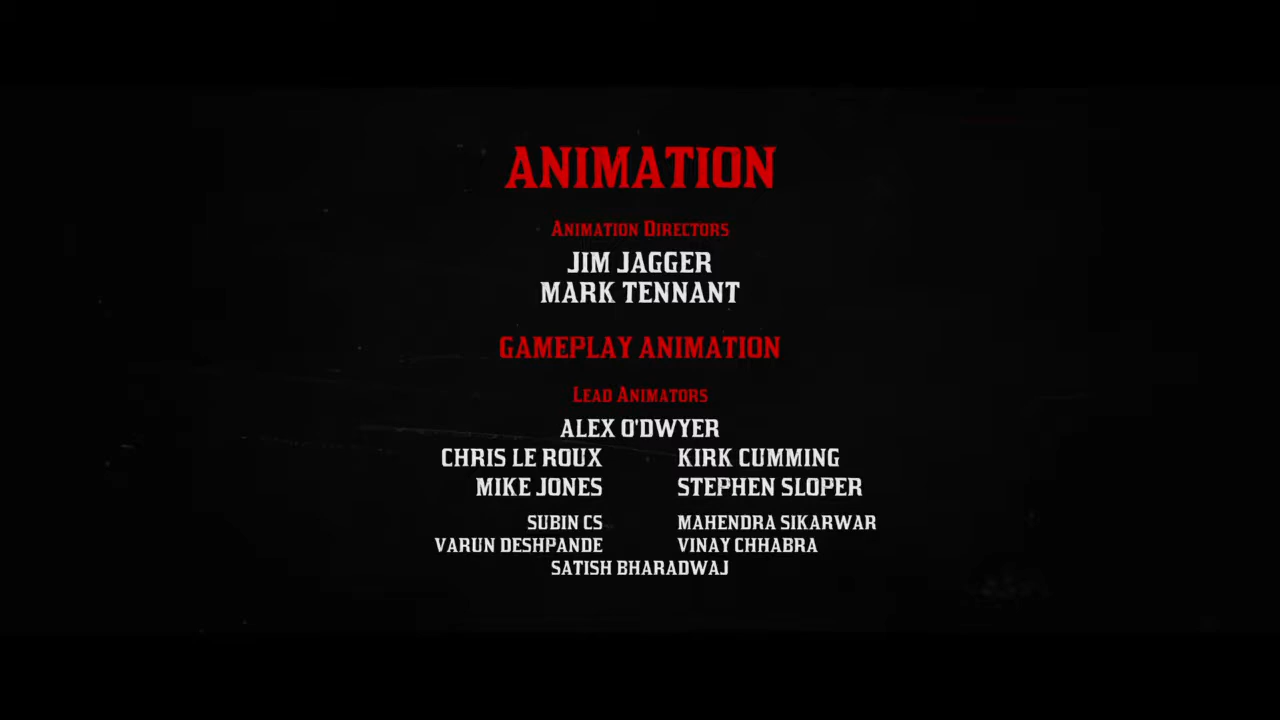 ANIMATION
ANIMATION DIRECTORS
JIM JAGGER
MARK TENNANT
GAMEPLAY ANIMATION
LEAD ANIMATORS
ALEX O'DWYER
CHRIS LE ROUX KIRK CUMMING
MIKE JONES STEPHEN SLOPER
SUBIN CS MAHENDRA SIKARWAR
VARUN DESHPANDE VINAY CHHABRA
SATISH BHARADWAJ